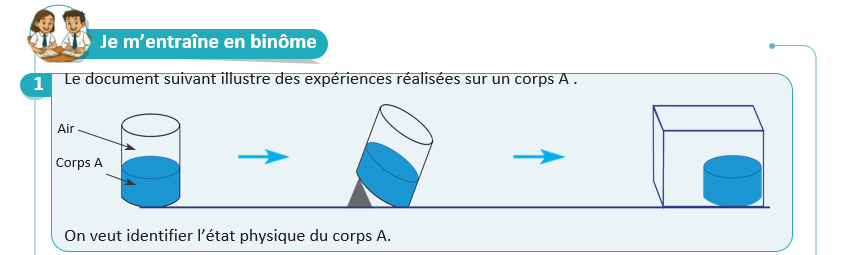 Je m’entraîne en binôme
1
Le document suivant illustre des expériences réalisées sur un corps A .
Air
Corps A
On veut identifier l’état physique du corps A.